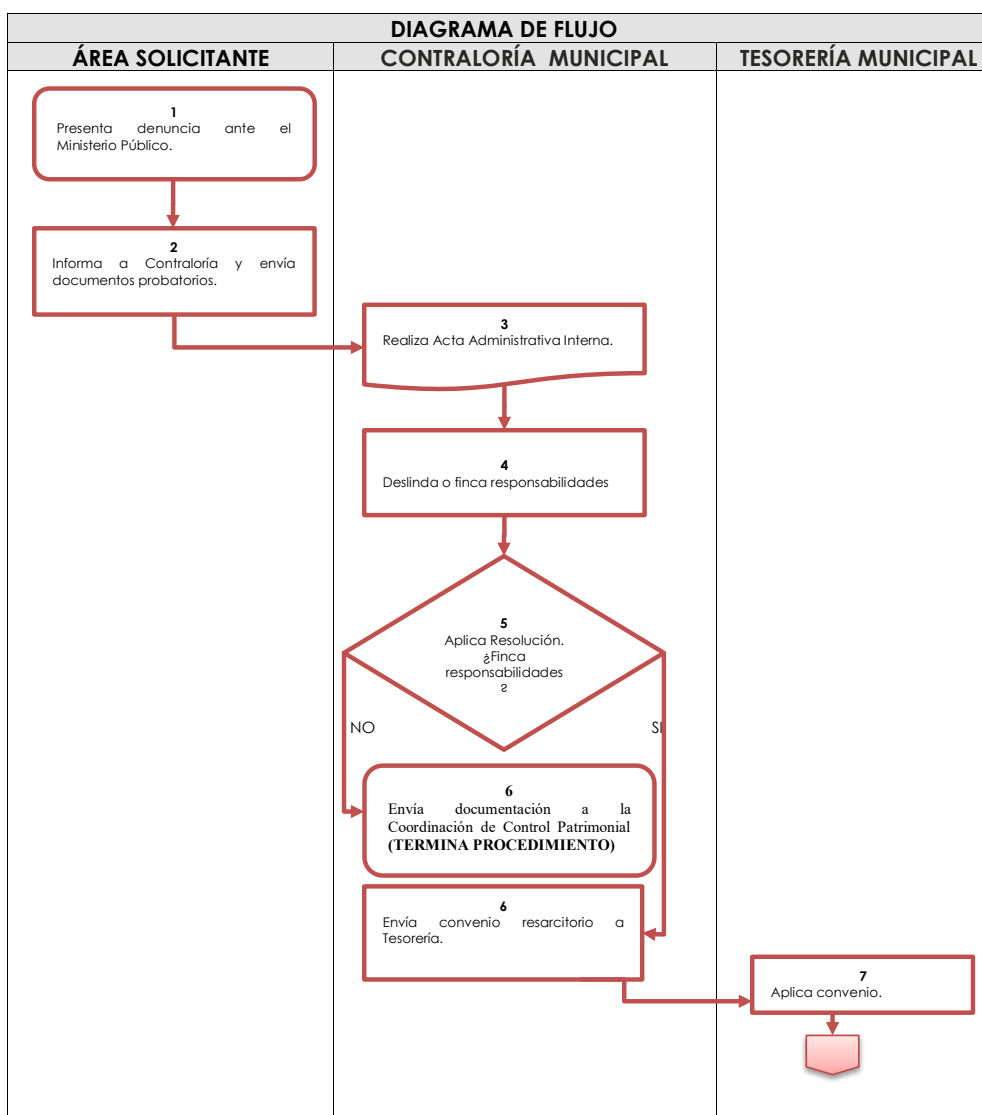 DIAGRAMA DE FLUJO
ÁREA SOLICITANTE
CONTRALORÍA MUNICIPAL
TESORERÍA MUNICIPAL
1
Presenta denuncia ante el
Ministerio Público.
2
Informa a Contraloría y envía
documentos probatorios.
3
Realiza Acta Administrativa Interna.
4
Deslinda o finca responsabilidades
5
Aplica Resolución.
¿Finca
responsabilidades
?
NO
SI
6
Envía documentación a la
Coordinación de Control Patrimonial
(TERMINA PROCEDIMIENTO)
6
Envía convenio resarcitorio a
Tesorería.
7
Aplica convenio.